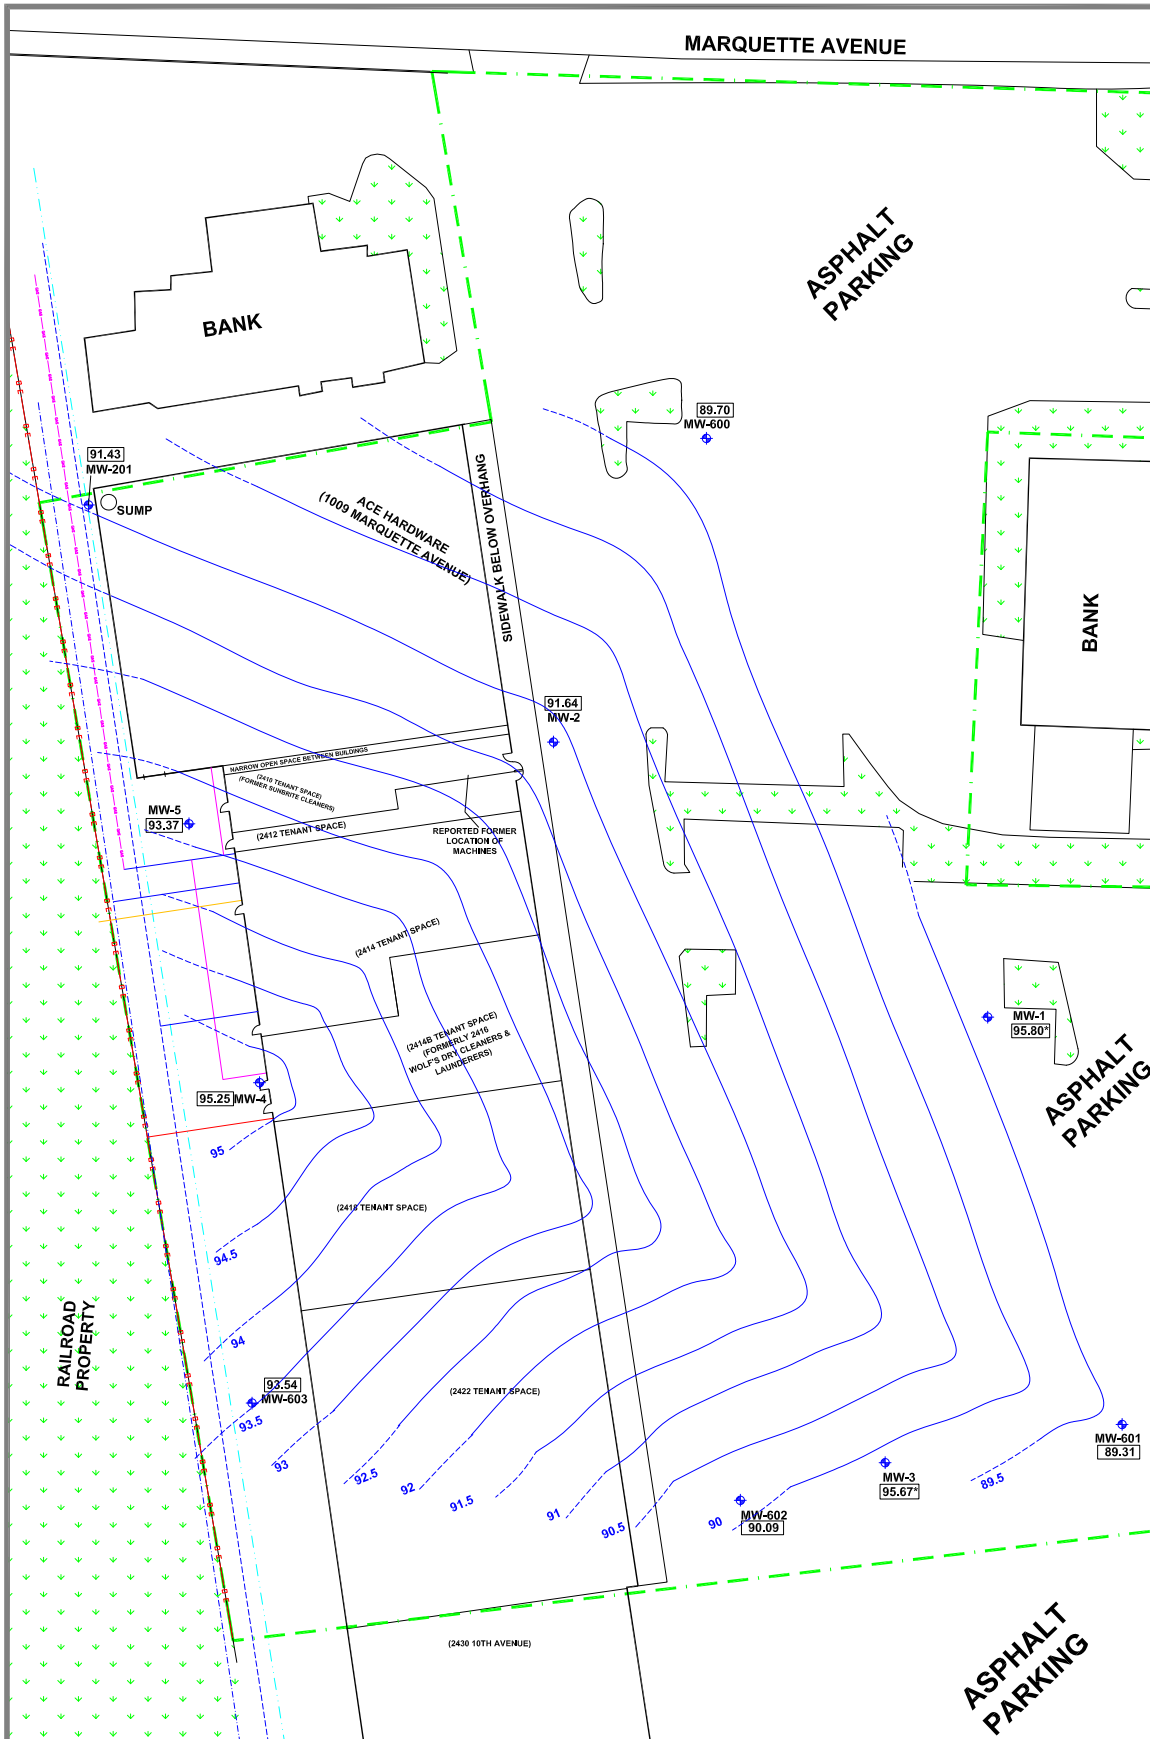 MARQUETTE AVENUE
ASPHALT
PARKING
BANK
89.70
MW-600
91.43
MW-201
SUMP
ACE HARDWARE
(1009 MARQUETTE AVENUE)
SIDEWALK BELOW OVERHANG
BANK
91.64
MW-2
NARROW OPEN SPACE BETWEEN BUILDINGS
(2410 TENANT SPACE)
(FORMER SUNBRITE CLEANERS)
MW-5
93.37
(2412 TENANT SPACE)
REPORTED FORMER
LOCATION OF
MACHINES
(2414 TENANT SPACE)
(2414B TENANT SPACE)
(FORMERLY 2416
WOLF'S DRY CLEANERS &
LAUNDERERS)
MW-1
95.80*
ASPHALT
PARKING
95.25 MW-4
95
(2418 TENANT SPACE)
94.5
94
RAILROAD
PROPERTY
93.54
MW-603
93.5
(2422 TENANT SPACE)
93
92.5
92
91.5
91
90.5
90
MW-602
90.09
MW-3
95.67*
89.5
MW-601
89.31
(2430 10TH AVENUE)
ASPHALT
PARKING